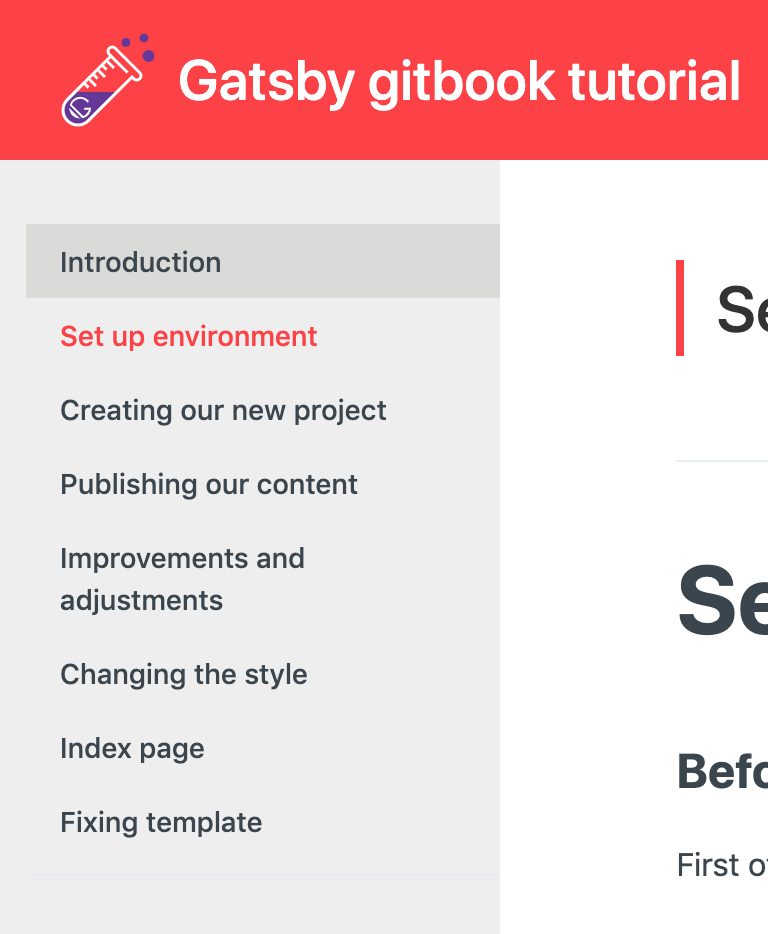 Gatsby gitbook tutorial
Introduction
Set up environment
Creating our new project
Publishing our content
Improvements and
adjustments
Changing the style
Index page
Fixing template
Se
Se
Befo
First of